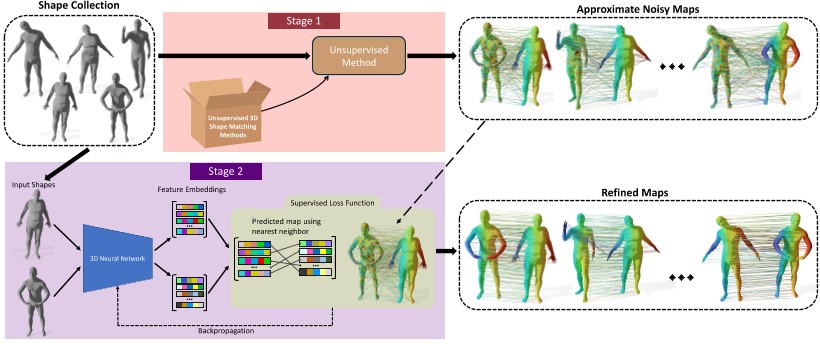 Shape Collection
Stage 1
Unsupervised
Method
Unsupervised 3D
Shape Matching
Methods
Approximate Noisy Maps
Stage 2
Input Shapes
3D Neural Network
Feature Embeddings
...
...
Supervised Loss Function
Predicted map using
nearest neighbor
...
...
Backpropagation
Refined Maps